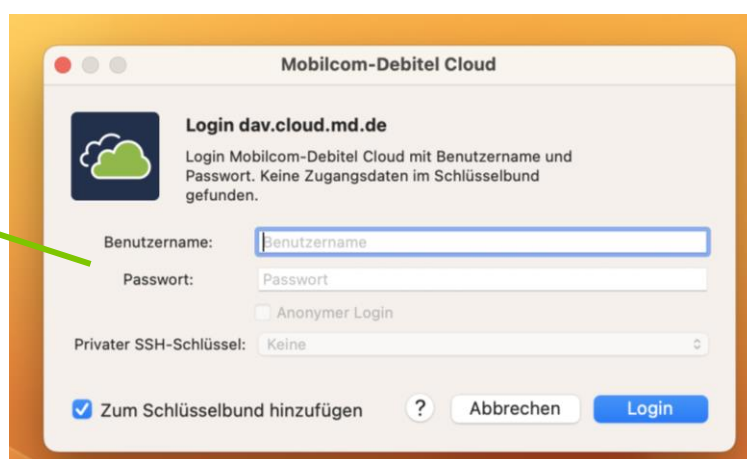 Mobilcom-Debitel Cloud
Login dav.cloud.md.de
Login Mobilcom-Debitel Cloud mit Benutzername und
Passwort. Keine Zugangsdaten im Schlüsselbund
gefunden.
Benutzername: Benutzername
Passwort: Passwort
Anonymer Login
Privater SSH-Schlüssel: Keine
Zum Schlüsselbund hinzufügen ? Abbrechen Login